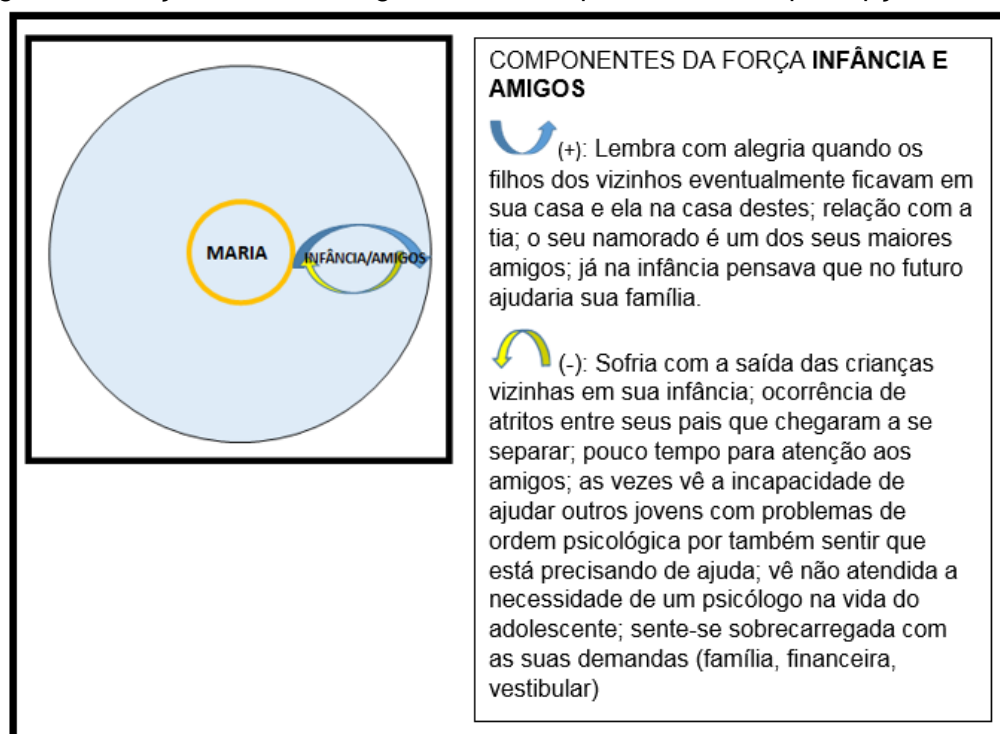 MARIA
INFÂNCIA/AMIGOS
COMPONENTES DA FORÇA INFÂNCIA E
AMIGOS
(+): Lembra com alegria quando os
filhos dos vizinhos eventualmente ficavam em
sua casa e ela na casa destes; relação com a
tia; o seu namorado é um dos seus maiores
amigos; já na infância pensava que no futuro
ajudaria sua família.
(-): Sofria com a saída das crianças
vizinhas em sua infância; ocorrência de
atritos entre seus pais que chegaram a se
separar; pouco tempo para atenção aos
amigos; as vezes vê a incapacidade de
ajudar outros jovens com problemas de
ordem psicológica por também sentir que
está precisando de ajuda; vê não atendida a
necessidade de um psicólogo na vida do
adolescente; sente-se sobrecarregada com
as suas demandas (família, financeira,
vestibular)